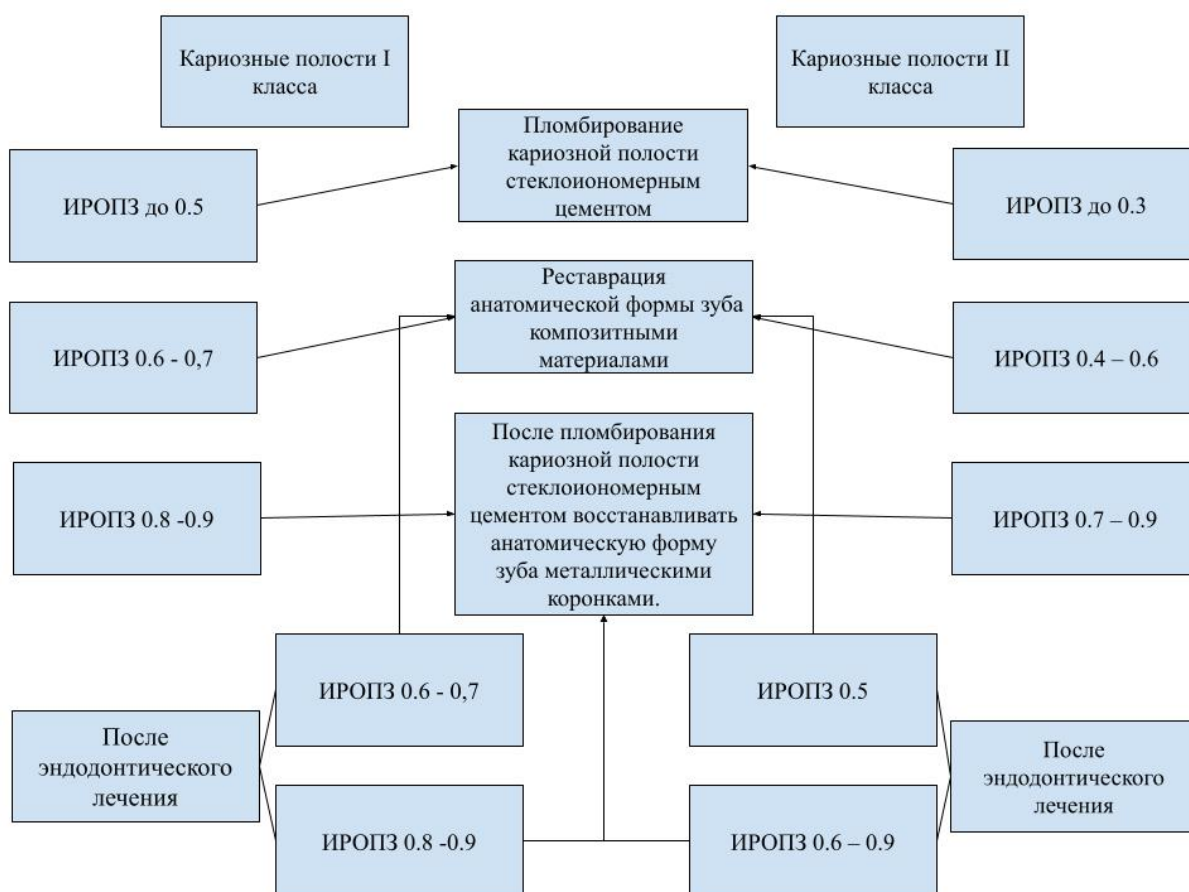 Кариозные полости I
класса
Кариозные полости II
класса
Пломбирование
кариозной полости
стеклоиономерным
цементом
ИРОПЗ до 0.5
ИРОПЗ до 0.3
Реставрация
анатомической формы зуба
композитными
материалами
ИРОПЗ 0.6 - 0,7
ИРОПЗ 0.4 – 0.6
После пломбирования
кариозной полости
стеклоиономерным
цементом восстанавливать
анатомическую форму
зуба металлическими
коронками.
ИРОПЗ 0.8 -0.9
ИРОПЗ 0.7 – 0.9
ИРОПЗ 0.6 - 0,7
ИРОПЗ 0.5
После
эндодонтического
лечения
После
эндодонтического
лечения
ИРОПЗ 0.8 -0.9
ИРОПЗ 0.6 – 0.9